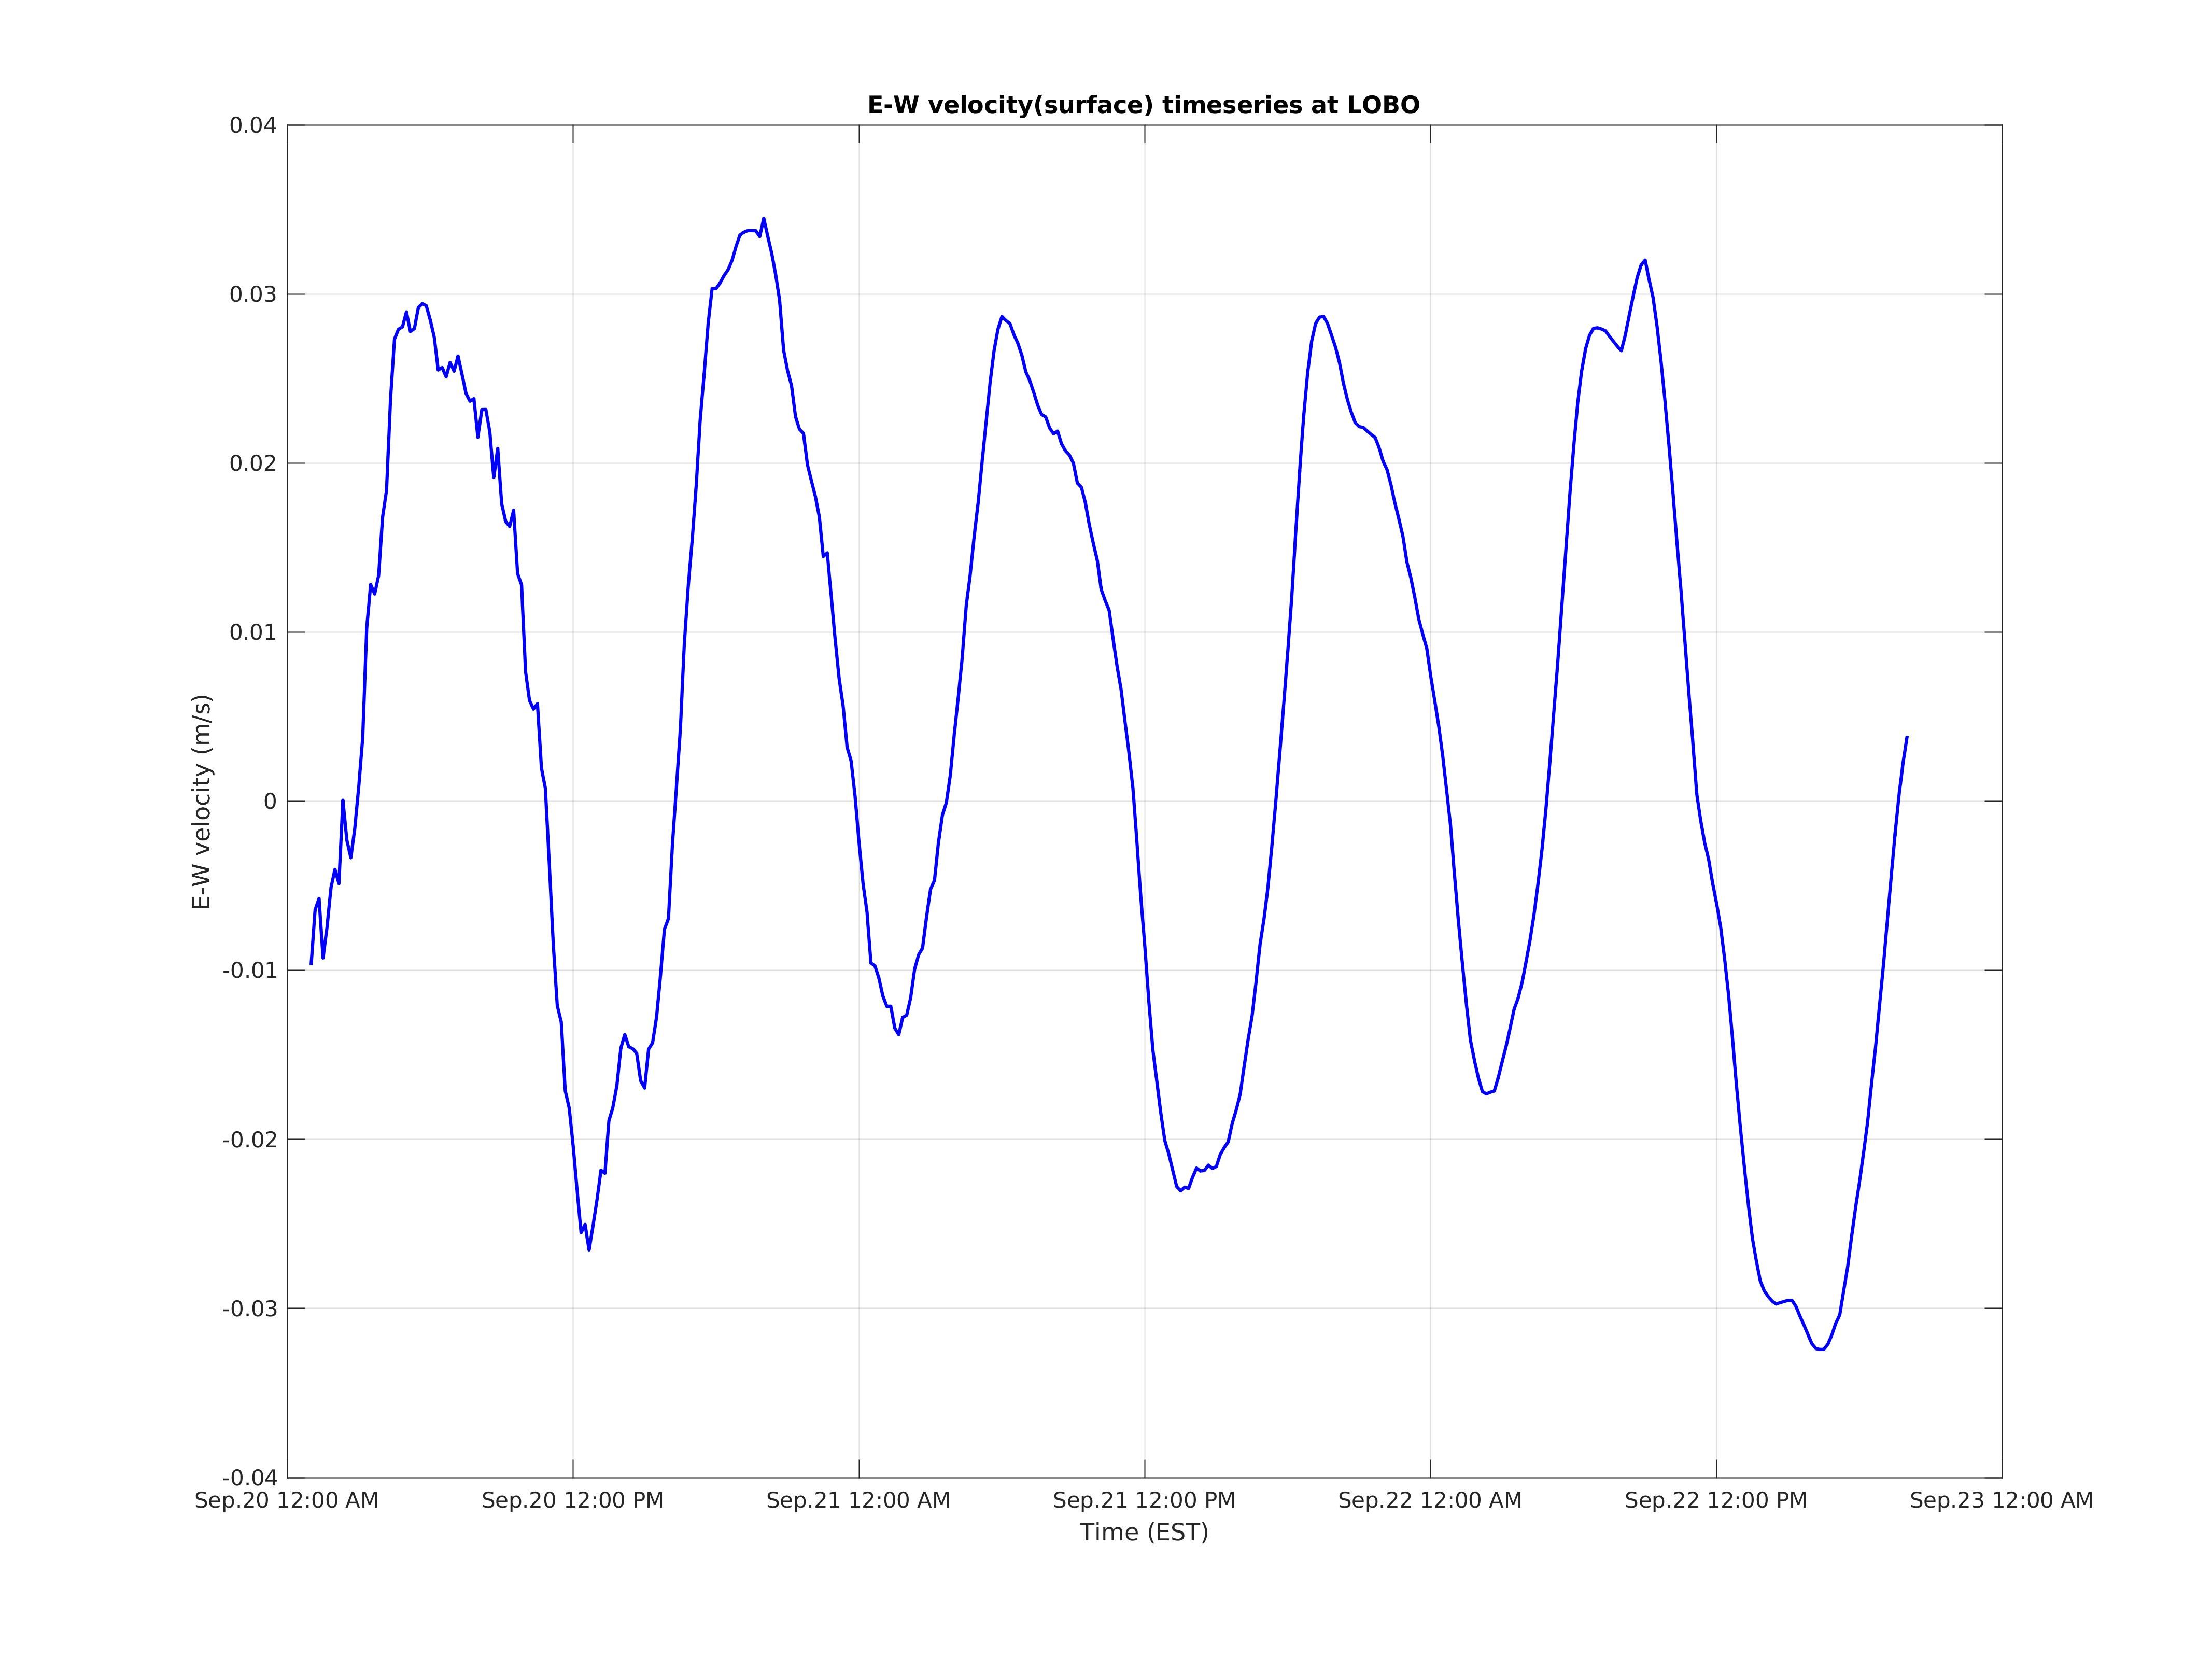 E-W velocity(surface) timeseries at LOBO
0.04
0.03
0.02
0.01
0
-0.01
-0.02
-0.03
-0.04
E-W velocity (m/s)
Sep.20 12:00 AM Sep.20 12:00 PM Sep.21 12:00 AM Sep.21 12:00 PM Sep.22 12:00 AM Sep.22 12:00 PM Sep.23 12:00 AM
Time (EST)